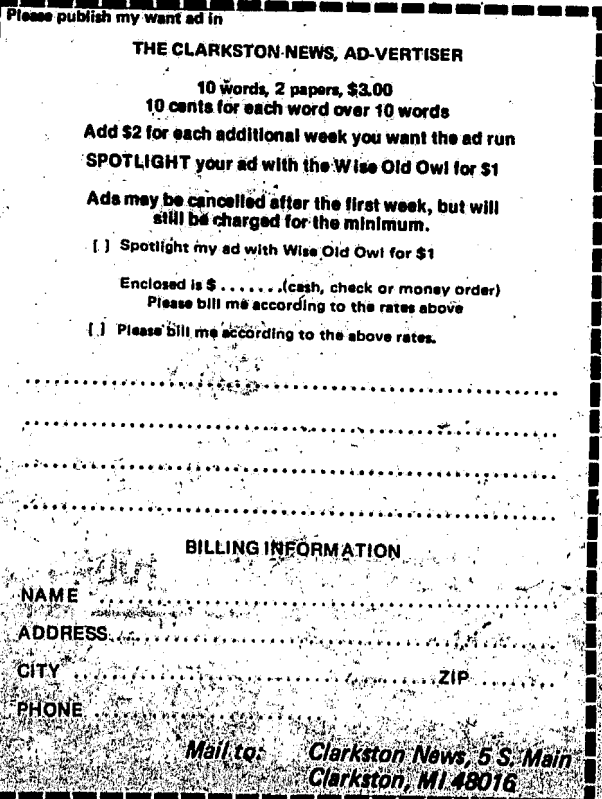 Please publish my want ad in
THE CLARKSTON NEWS, AD-VERTISER
10 words, 2 papers, $3.00
10 cents for each word over 10 words
Add $2 for each additional week you want the ad run
SPOTLIGHT your ad with the Wise Old Owl for $1
Ads may be cancelled after the first week, but will
still be charged for the minimum.
[ ] Spotlight my ad with Wise Old Owl for $1
Enclosed is $ . . . . . . . (cash, check or money order)
Please bill me according to the rates above
[ ] Please bill me according to the above rates.
BILLING INFORMATION
NAME
ADDRESS
CITY ZIP
PHONE
Mail to: Clarkston News, 5 S. Main
Clarkston, MI 48016